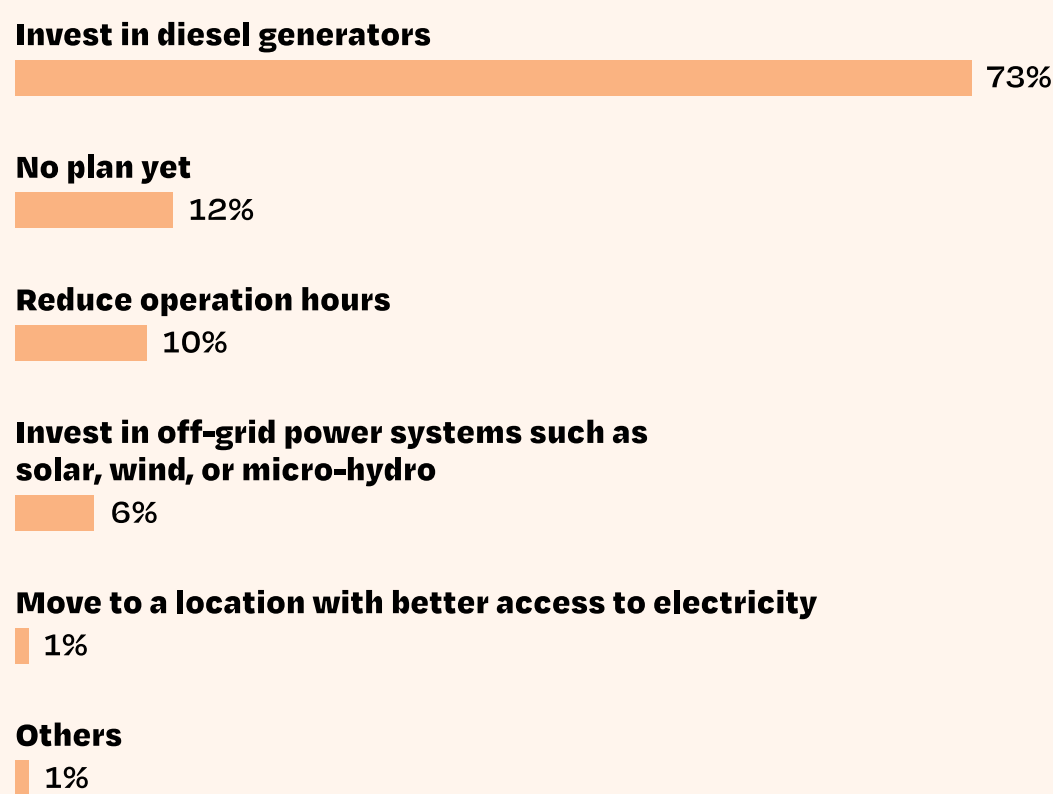 Invest in diesel generators
73%
No plan yet
12%
Reduce operation hours
10%
Invest in off-grid power systems such as
solar, wind, or micro-hydro
6%
Move to a location with better access to electricity
1%
Others
1%